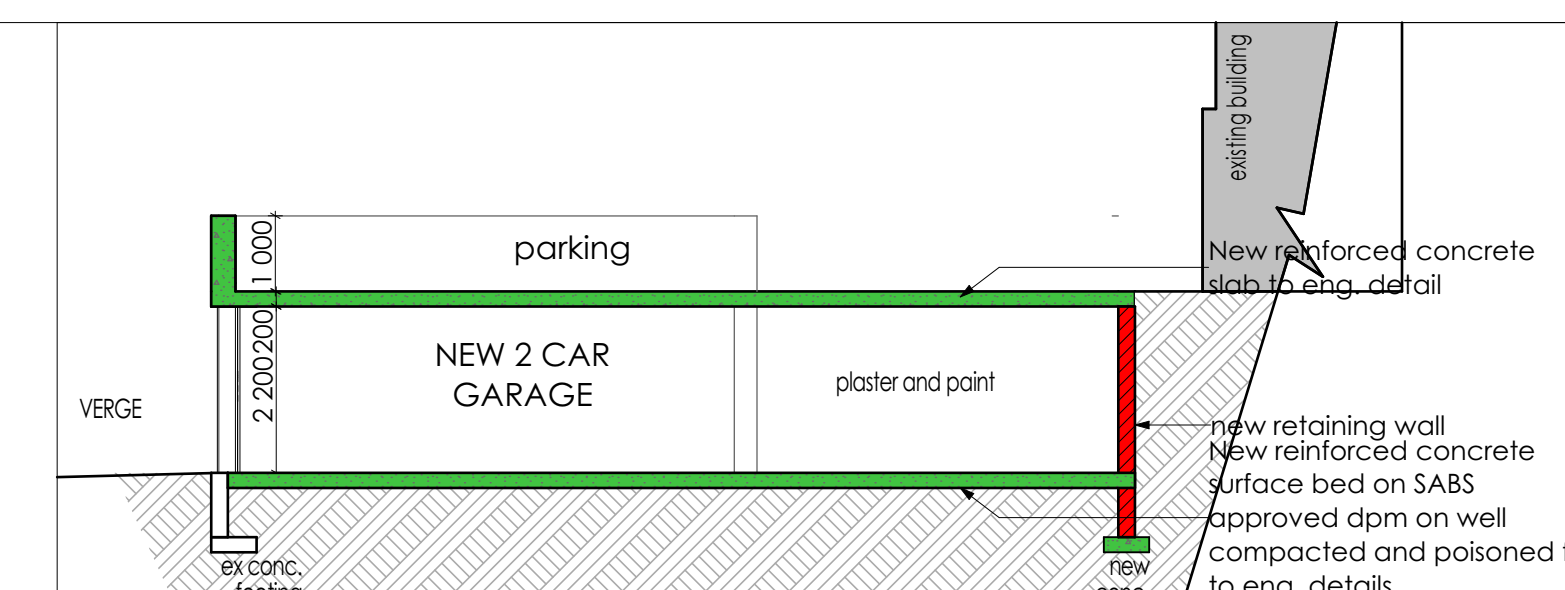 existing building
1 000
parking
New reinforced concrete
slab to eng. detail
200
2 200
NEW 2 CAR
GARAGE
plaster and paint
VERGE
new retaining wall
New reinforced concrete
surface bed on SABS
approved dpm on well
compacted and poisoned
to eng. details
ex conc.
footing
new
conc.